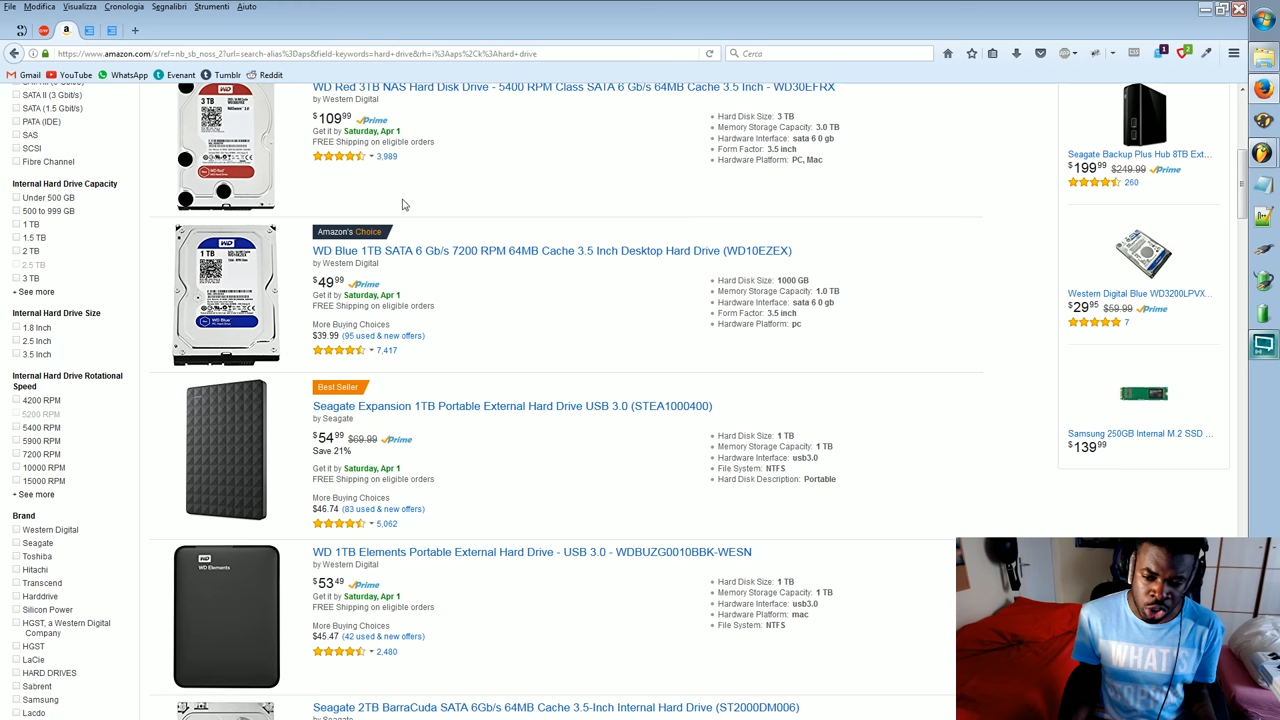 File Modifica Visualizza Cronologia Segnalibri Strumenti Aiuto
https://www.amazon.com/s/ref=nb_sb_noss_2?url=search-alias%3Daps&field-keywords=hard+drive&rh=i%3Aaps%2Ck%3Ahard drive
Cerca
Gmail YouTube WhatsApp Evenant Tumblr Reddit
SATA II (3 Gbit/s)
SATA (1.5 Gbit/s)
PATA (IDE)
SAS
SCSI
Fibre Channel
Internal Hard Drive Capacity
Under 500 GB
500 to 999 GB
1 TB
1.5 TB
2 TB
2.5 TB
3 TB
+ See more
Internal Hard Drive Size
1.8 Inch
2.5 Inch
3.5 Inch
Internal Hard Drive Rotational
Speed
4200 RPM
5200 RPM
5400 RPM
5900 RPM
7200 RPM
10000 RPM
15000 RPM
+ See more
Brand
Western Digital
Seagate
Toshiba
Hitachi
Transcend
Harddrive
Silicon Power
HGST, a Western Digital
Company
HGST
LaCie
HARD DRIVES
Sabrent
Samsung
Lacdo
WD Red 3TB NAS Hard Disk Drive - 5400 RPM Class SATA 6 Gb/s 64MB Cache 3.5 Inch - WD30EFRX
by Western Digital
$109.99 Prime
Get it by Saturday, Apr 1
FREE Shipping on eligible orders
3,989
Hard Disk Size: 3 TB
Memory Storage Capacity: 3.0 TB
Hardware Interface: sata 6 0 gb
Form Factor: 3.5 inch
Hardware Platform: PC, Mac
WD
3 TB
WD Red
Amazon's Choice
WD Blue 1TB SATA 6 Gb/s 7200 RPM 64MB Cache 3.5 Inch Desktop Hard Drive (WD10EZEX)
by Western Digital
$49.99 Prime
Get it by Saturday, Apr 1
FREE Shipping on eligible orders
More Buying Choices
$39.99 (95 used & new offers)
7,417
Hard Disk Size: 1000 GB
Memory Storage Capacity: 1.0 TB
Hardware Interface: sata 6 0 gb
Form Factor: 3.5 inch
Hardware Platform: pc
WD
1 TB
WD Blue
Best Seller
Seagate Expansion 1TB Portable External Hard Drive USB 3.0 (STEA1000400)
by Seagate
$54.99 $69.99 Prime
Save 21%
Get it by Saturday, Apr 1
FREE Shipping on eligible orders
More Buying Choices
$46.74 (83 used & new offers)
5,062
Hard Disk Size: 1 TB
Memory Storage Capacity: 1 TB
Hardware Interface: usb3.0
File System: NTFS
Hard Disk Description: Portable
WD 1TB Elements Portable External Hard Drive - USB 3.0 - WDBUZG0010BBK-WESN
by Western Digital
$53.49 Prime
Get it by Saturday, Apr 1
FREE Shipping on eligible orders
More Buying Choices
$45.47 (42 used & new offers)
2,480
Hard Disk Size: 1 TB
Memory Storage Capacity: 1 TB
Hardware Interface: usb3.0
Hardware Platform: mac
File System: NTFS
WD
WD Elements
Seagate 2TB BarraCuda SATA 6Gb/s 64MB Cache 3.5-Inch Internal Hard Drive (ST2000DM006)
by Seagate
Seagate Backup Plus Hub 8TB Ext...
$199.99 $249.99 Prime
260
Western Digital Blue WD3200LPVX...
$29.95 $59.99 Prime
7
Samsung 250GB Internal M.2 SSD ...
$139.99
WHAT